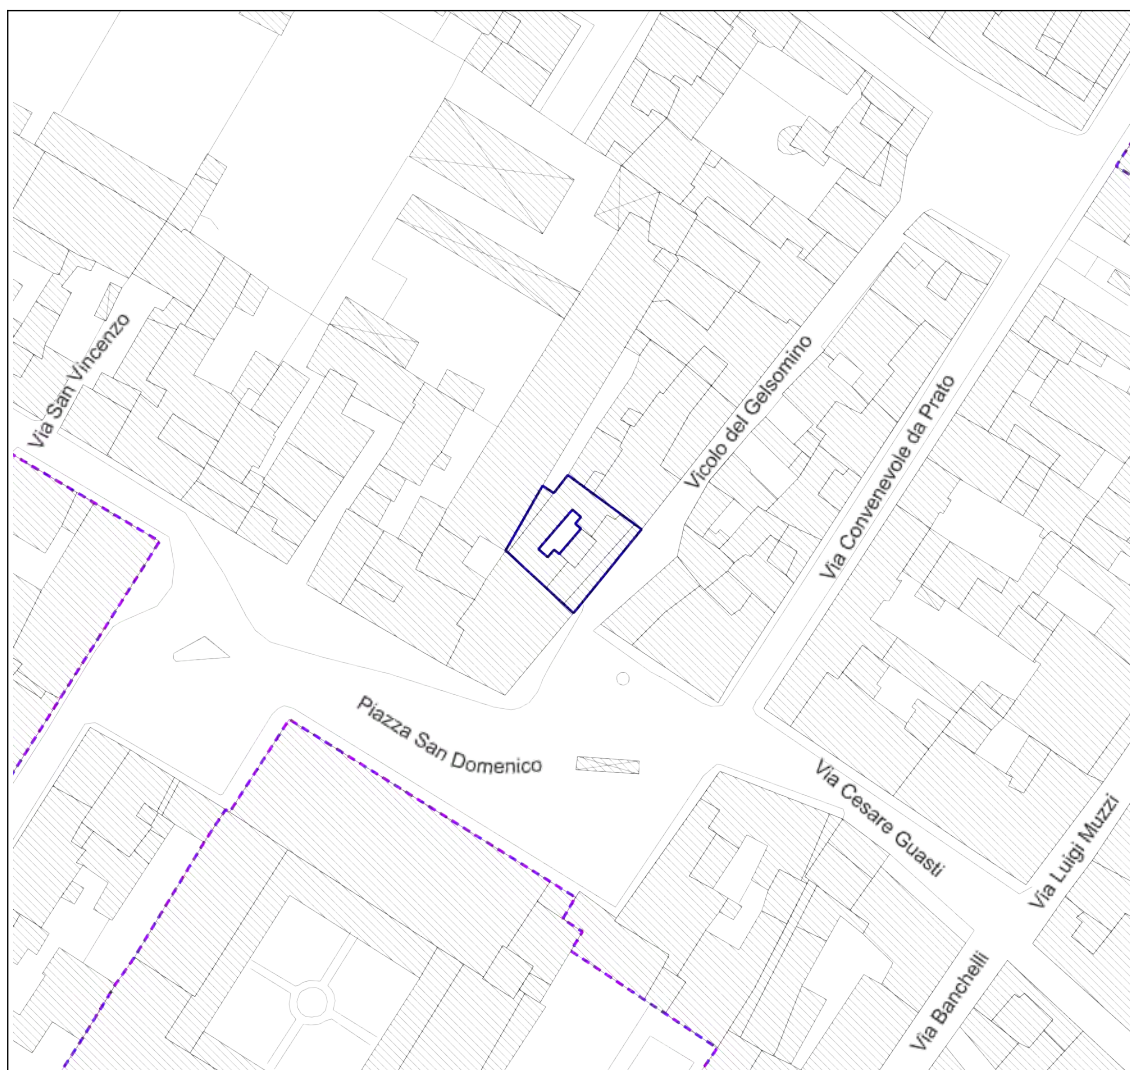 Via San Vincenzo
Vicolo del Gelsomino
Via Convenevole da Prato
Piazza San Domenico
Via Cesare Guasti
Via Luigi Muzzi
Via Banchelli